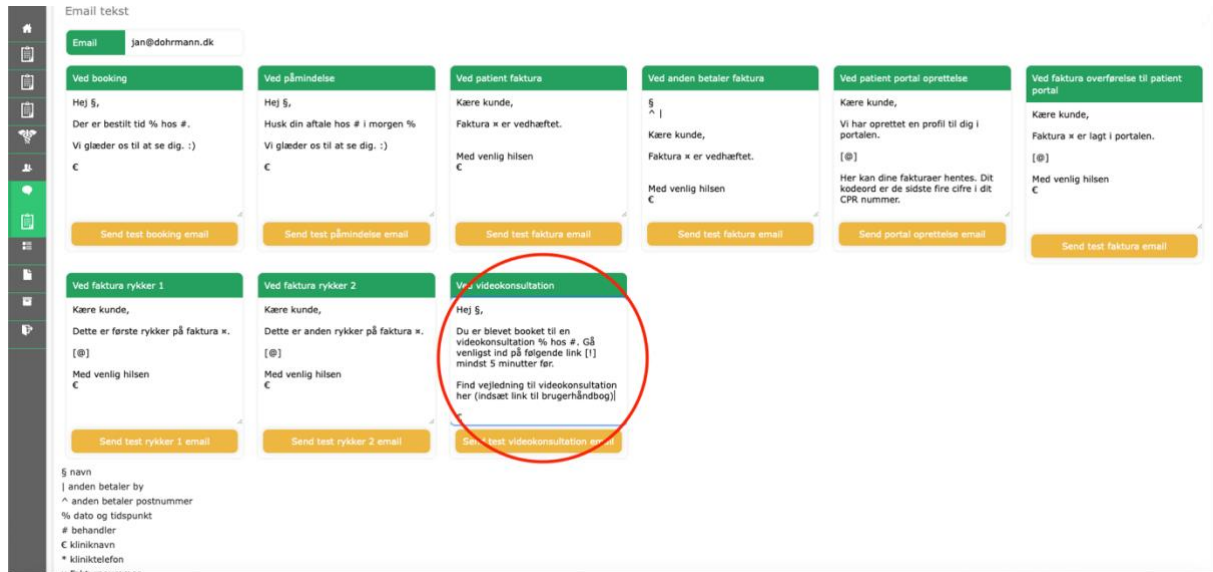 Email tekst
Email jan@dohrmann.dk
Ved booking
Hej §,
Der er bestilt tid % hos #.
Vi glæder os til at se dig. :)
€
Send test booking email
Ved påmindelse
Hej §,
Husk din aftale hos # i morgen %
Vi glæder os til at se dig. :)
€
Send test påmindelse email
Ved patient faktura
Kære kunde,
Faktura ¤ er vedhæftet.
Med venlig hilsen
€
Send test faktura email
Ved anden betaler faktura
§
^ |
Kære kunde,
Faktura ¤ er vedhæftet.
Med venlig hilsen
€
Send test faktura email
Ved patient portal oprettelse
Kære kunde,
Vi har oprettet en profil til dig i
portalen.
[@]
Her kan dine fakturaer hentes. Dit
kodeord er de sidste fire cifre i dit
CPR nummer.
Send portal oprettelse email
Ved faktura overførelse til patient
portal
Kære kunde,
Faktura ¤ er lagt i portalen.
[@]
Med venlig hilsen
€
Send test faktura email
Ved faktura rykker 1
Kære kunde,
Dette er første rykker på faktura ¤.
[@]
Med venlig hilsen
€
Send test rykker 1 email
Ved faktura rykker 2
Kære kunde,
Dette er anden rykker på faktura ¤.
[@]
Med venlig hilsen
€
Send test rykker 2 email
Ved videokonsultation
Hej §,
Du er blevet booket til en
videokonsultation % hos #. Gå
venligst ind på følgende link [!]
mindst 5 minutter før.
Find vejledning til videokonsultation
her (indsæt link til brugerhåndbog)
€
Send test videokonsultation email
§ navn
| anden betaler by
^ anden betaler postnummer
% dato og tidspunkt
# behandler
€ kliniknavn
* kliniktelefon